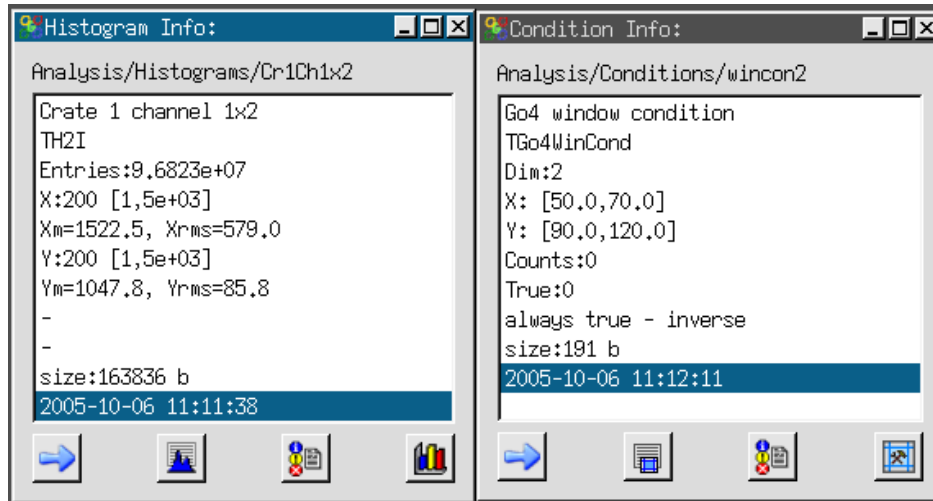 Histogram Info:
Analysis/Histograms/Cr1Ch1x2
Crate 1 channel 1x2
TH2I
Entries:9.6823e+07
X:200 [1,5e+03]
Xm=1522.5, Xrms=579.0
Y:200 [1,5e+03]
Ym=1047.8, Yrms=85.8
-
-
size:163836 b
2005-10-06 11:11:38
Condition Info:
Analysis/Conditions/wincon2
Go4 window condition
TGo4WinCond
Dim:2
X: [50.0,70.0]
Y: [90.0,120.0]
Counts:0
True:0
always true - inverse
size:191 b
2005-10-06 11:12:11